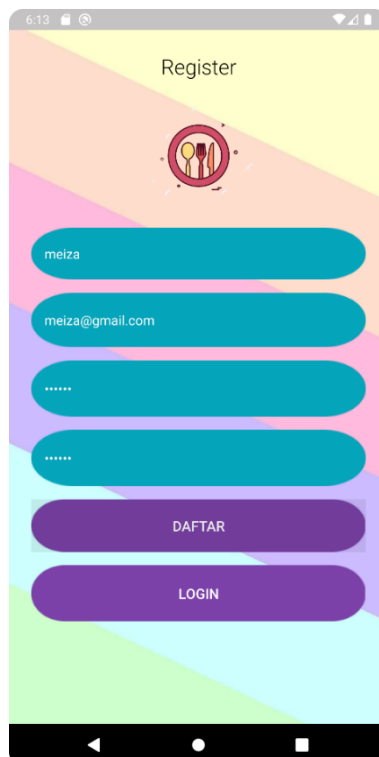 6:13
Register
meiza
meiza@gmail.com
••••••
••••••
DAFTAR
LOGIN